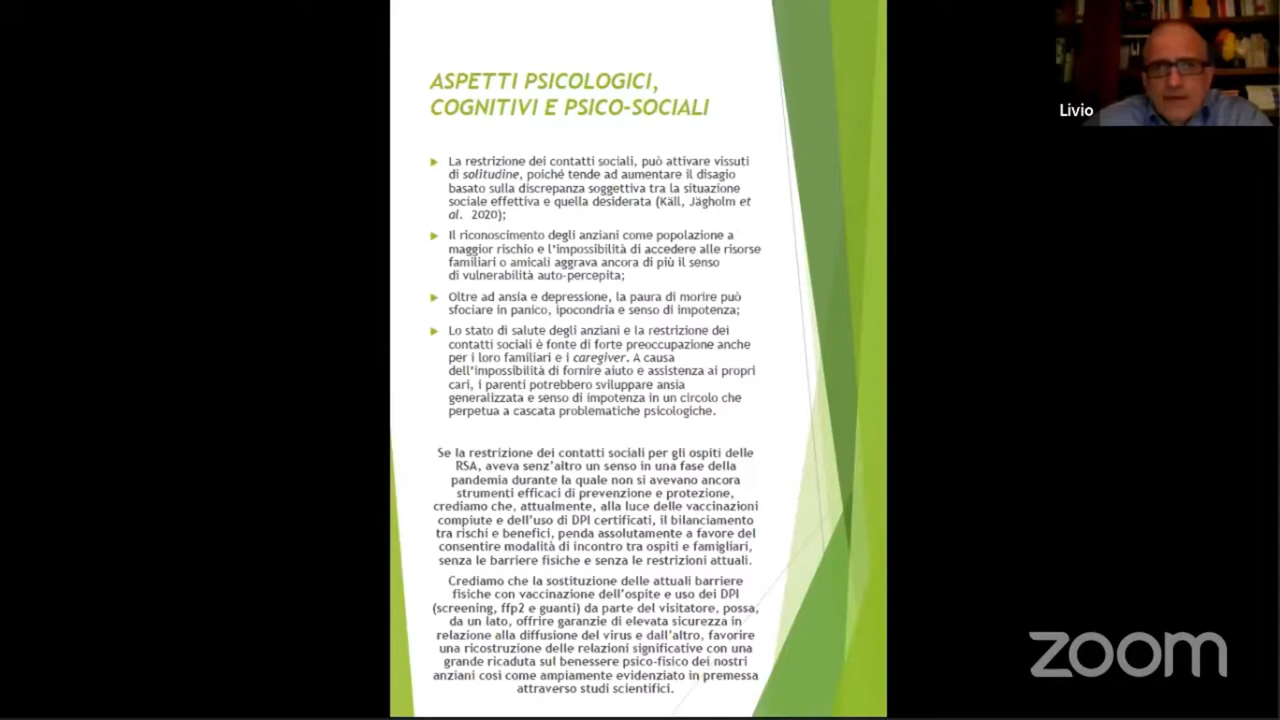 ASPETTI PSICOLOGICI,
COGNITIVI E PSICO-SOCIALI
La restrizione dei contatti sociali, può attivare vissuti
di solitudine, poiché tende ad aumentare il disagio
basato sulla discrepanza soggettiva tra la situazione
sociale effettiva e quella desiderata (Käll, Jägholm et
al. 2020);
Il riconoscimento degli anziani come popolazione a
maggior rischio e l'impossibilità di accedere alle risorse
familiari o amicali aggrava ancora di più il senso
di vulnerabilità auto-percepita;
Oltre ad ansia e depressione, la paura di morire può
sfociare in panico, ipocondria e senso di impotenza;
Lo stato di salute degli anziani e la restrizione dei
contatti sociali è fonte di forte preoccupazione anche
per i loro familiari e i caregiver. A causa
dell'impossibilità di fornire aiuto e assistenza ai propri
cari, i parenti potrebbero sviluppare ansia
generalizzata e senso di impotenza in un circolo che
perpetua a cascata problematiche psicologiche.
Se la restrizione dei contatti sociali per gli ospiti delle
RSA, aveva senz'altro un senso in una fase della
pandemia durante la quale non si avevano ancora
strumenti efficaci di prevenzione e protezione,
crediamo che, attualmente, alla luce delle vaccinazioni
compiute e dell'uso di DPI certificati, il bilanciamento
tra rischi e benefici, penda assolutamente a favore del
consentire modalità di incontro tra ospiti e famigliari,
senza le barriere fisiche e senza le restrizioni attuali.
Crediamo che la sostituzione delle attuali barriere
fisiche con vaccinazione dell'ospite e uso dei DPI
(screening, ffp2 e guanti) da parte del visitatore, possa,
da un lato, offrire garanzie di elevata sicurezza in
relazione alla diffusione del virus e dall'altro, favorire
una ricostruzione delle relazioni significative con una
grande ricaduta sul benessere psico-fisico dei nostri
anziani così come ampiamente evidenziato in premessa
attraverso studi scientifici.
Livio
zoom